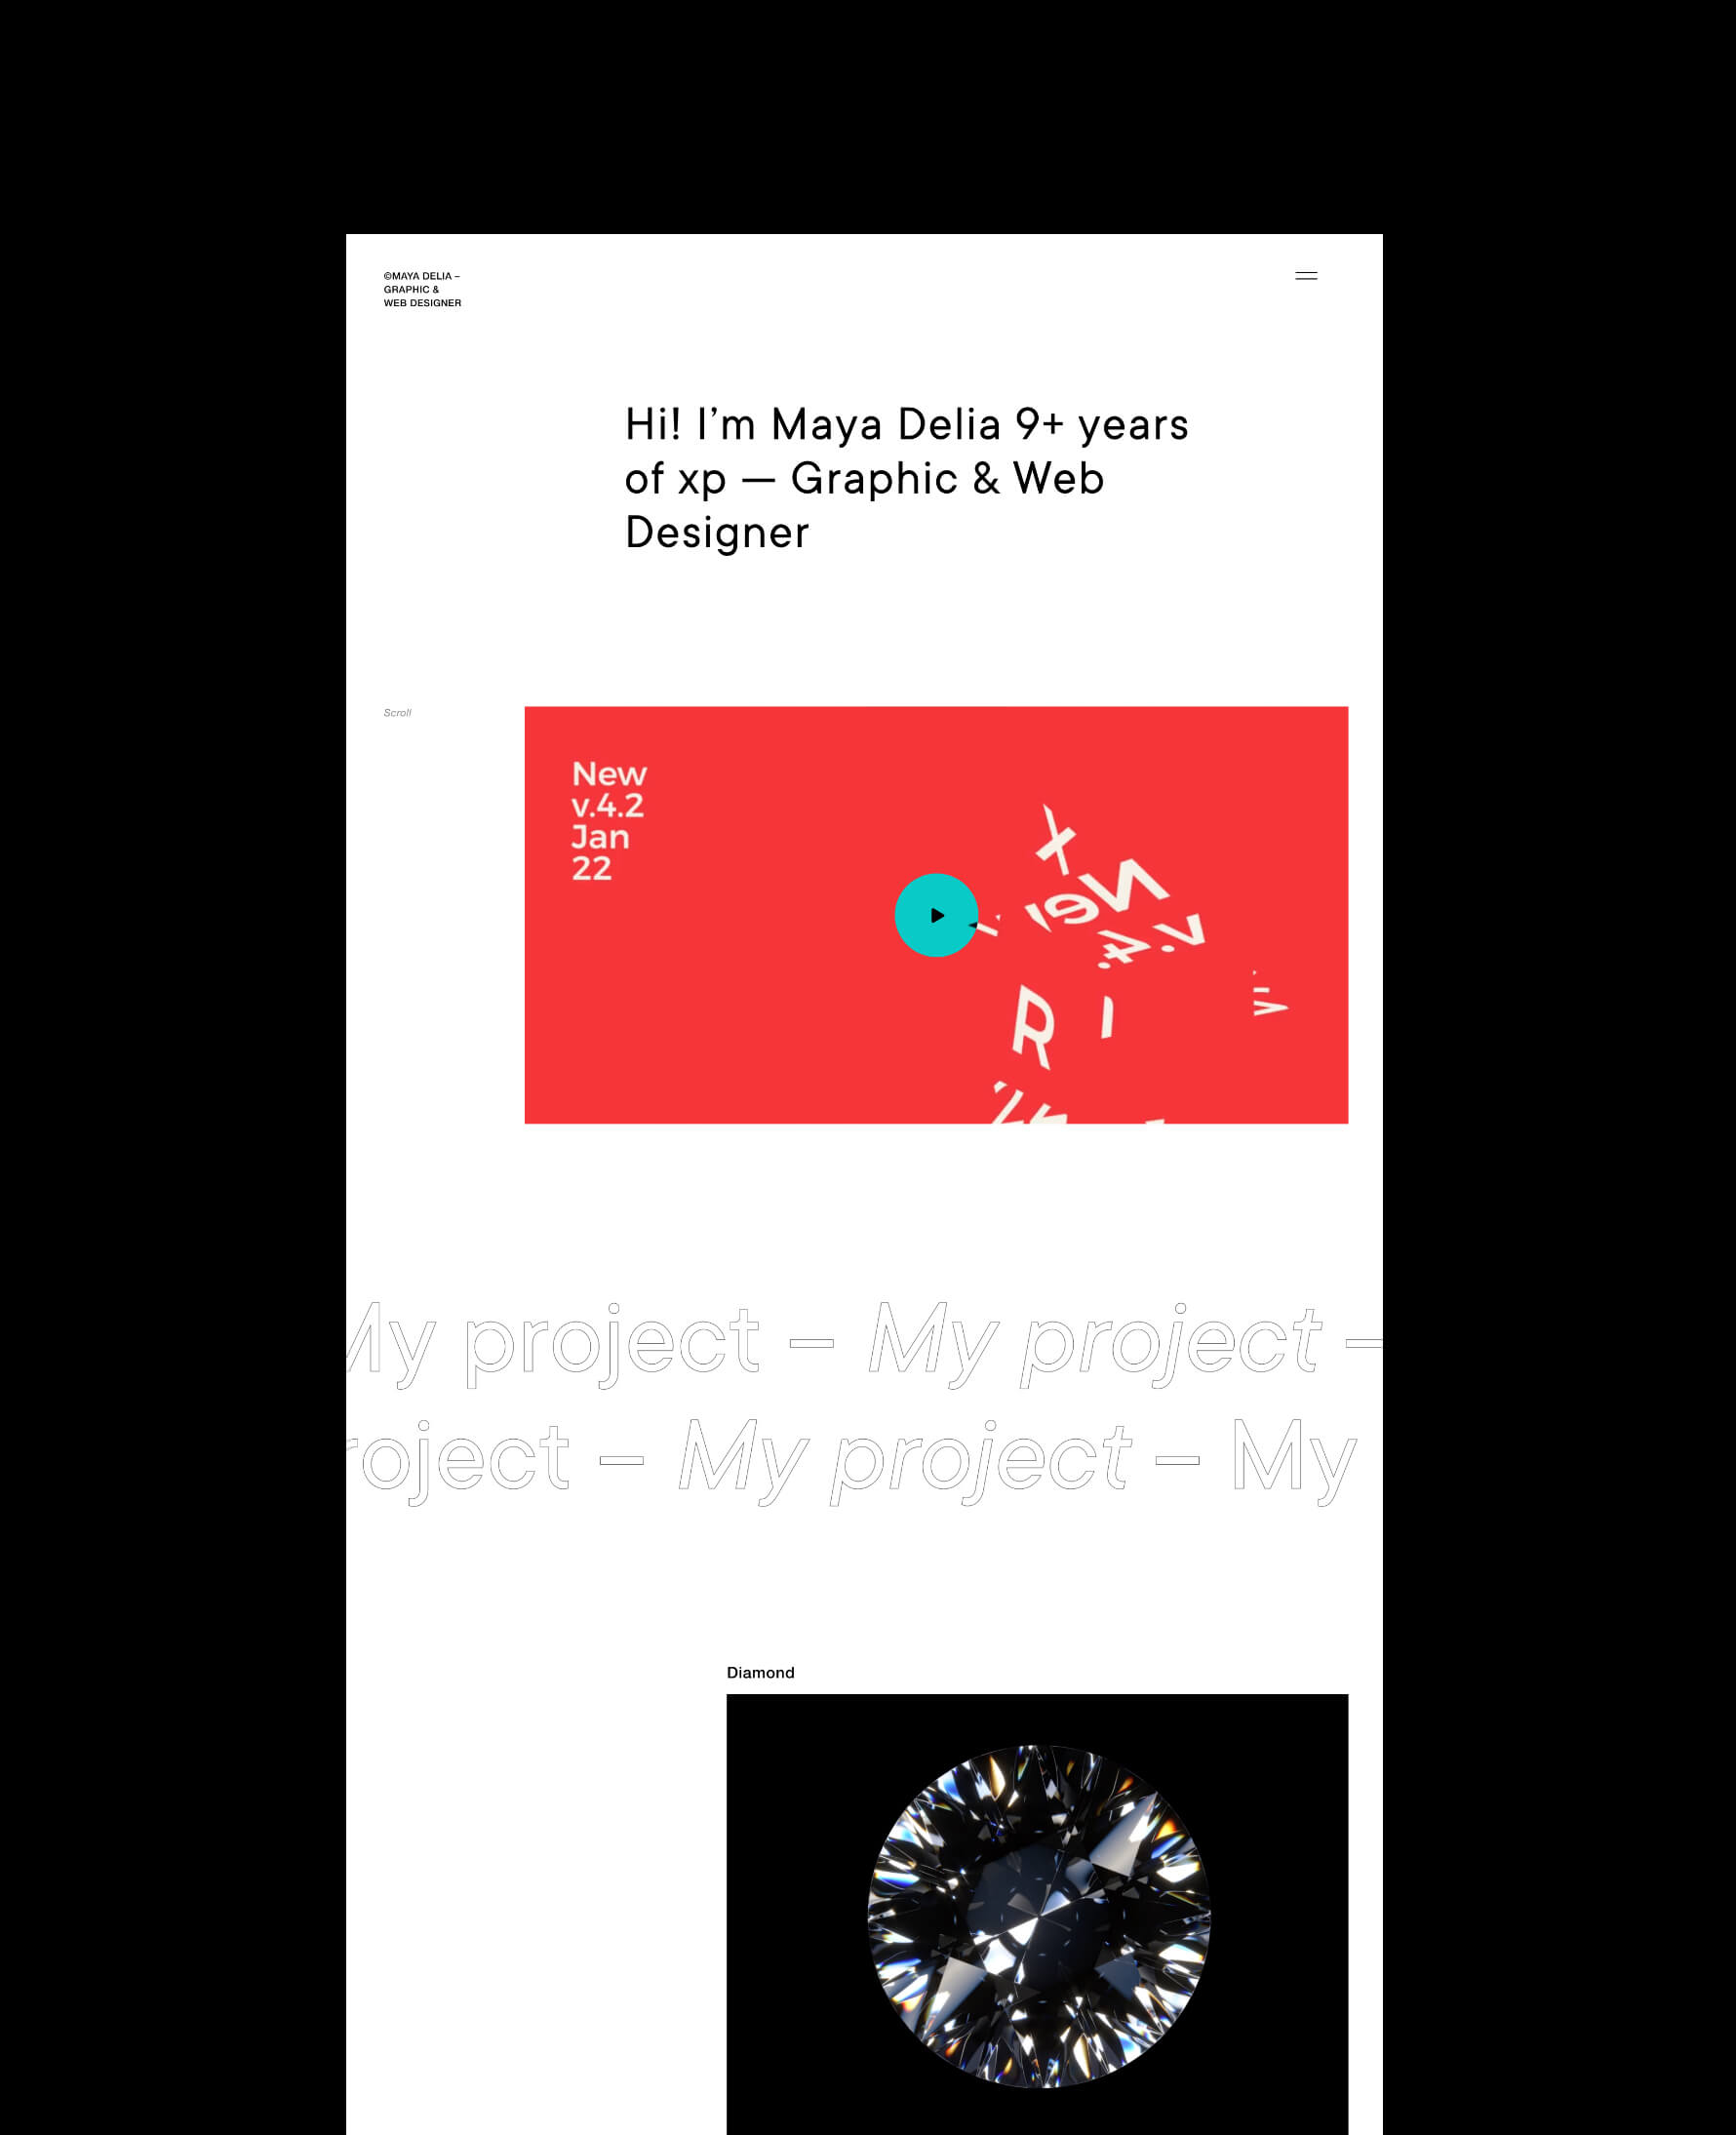 ©MAYA DELIA –
GRAPHIC &
WEB DESIGNER
Hi! I’m Maya Delia 9+ years
of xp — Graphic & Web
Designer
Scroll
New
v.4.2
Jan
22
My project – My project –
roject – My project – My
Diamond